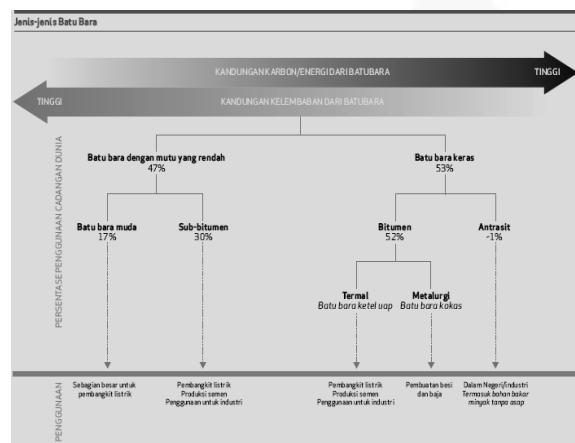 Jenis-jenis Batu Bara
KANDUNGAN KARBON/ENERGI DARI BATUBARA
TINGGI
TINGGI
KANDUNGAN KELEMBABAN DARI BATUBARA
PERSENTASE PENGGUNAAN CADANGAN DUNIA
Batu bara dengan mutu yang rendah
47%
Batu bara keras
53%
Batu bara muda
17%
Sub-bitumen
30%
Bitumen
52%
Antrasit
-1%
Termal
Batu bara ketel uap
Metalurgi
Batu bara kokas
PENGGUNAAN
Sebagian besar untuk
pembangkit listrik
Pembangkit listrik
Produksi semen
Penggunaan untuk industri
Pembangkit listrik
Produksi semen
Penggunaan untuk industri
Pembuatan besi
dan baja
Dalam Negeri/industri
Termasuk bahan bakar
minyak tanpa asap